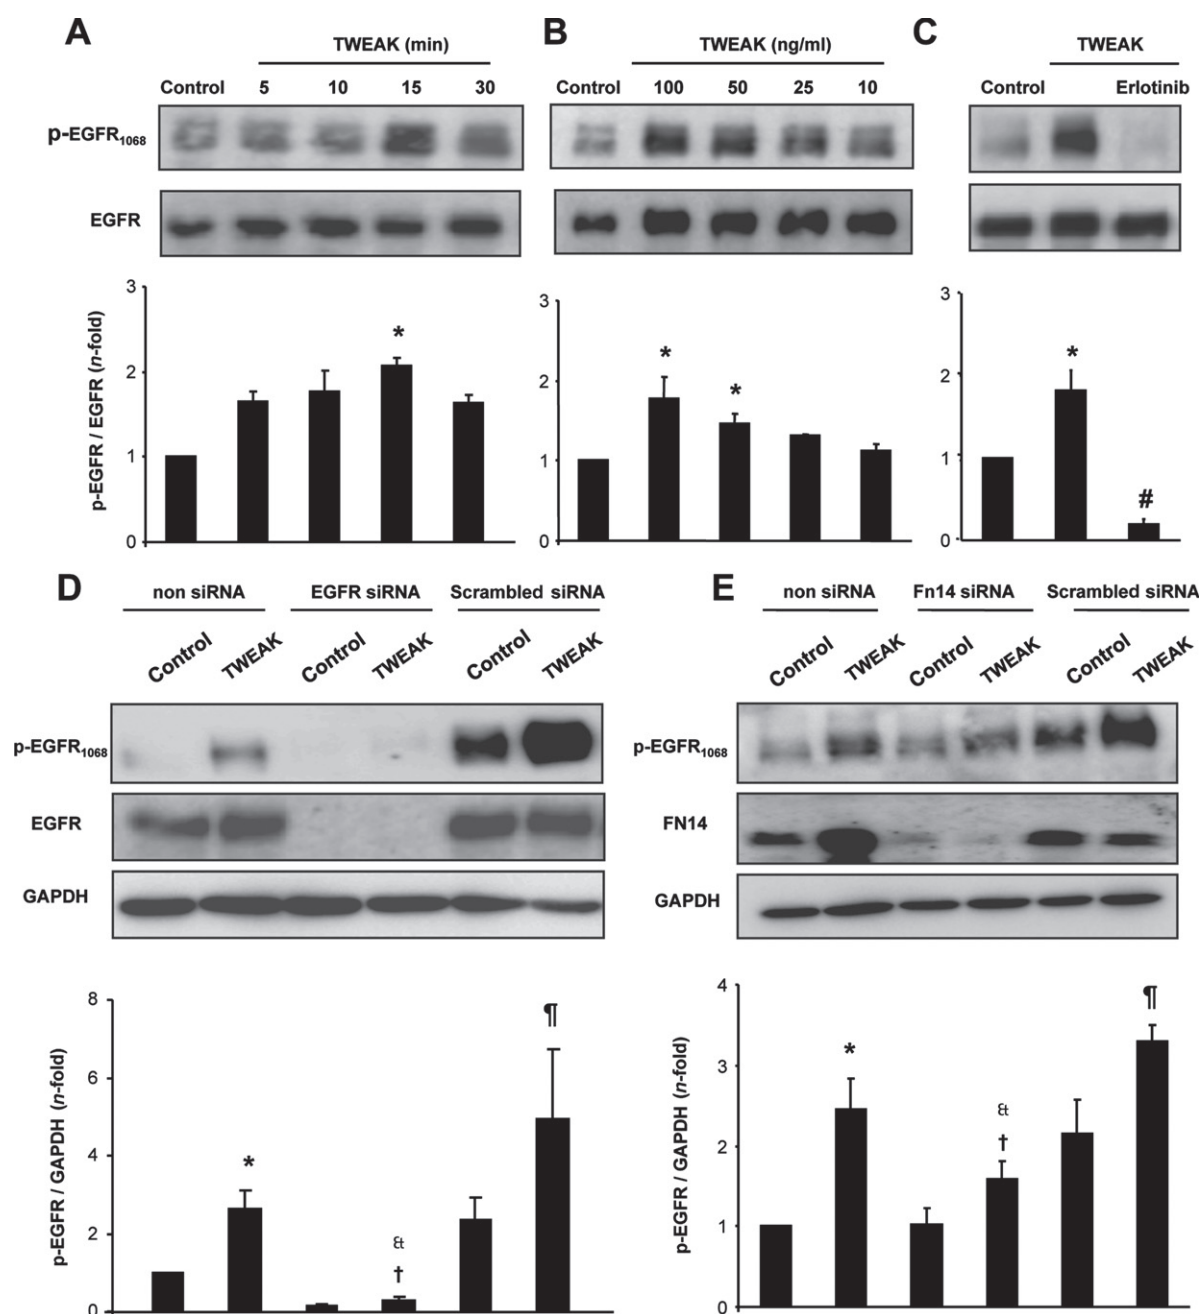 A
TWEAK (min)
Control 5 10 15 30
p-EGFR1068
EGFR
p-EGFR / EGFR (n-fold)
3
2
1
0
*
B
TWEAK (ng/ml)
Control 100 50 25 10
3
2
1
0
* *
C
TWEAK
Control Erlotinib
3
2
1
0
*
#
D
non siRNA EGFR siRNA Scrambled siRNA
Control TWEAK Control TWEAK Control TWEAK
p-EGFR1068
EGFR
GAPDH
p-EGFR / GAPDH (n-fold)
8
6
4
2
0
*
&
†
¶
E
non siRNA Fn14 siRNA Scrambled siRNA
Control TWEAK Control TWEAK Control TWEAK
p-EGFR1068
FN14
GAPDH
p-EGFR / GAPDH (n-fold)
4
3
2
1
0
*
&
†
¶